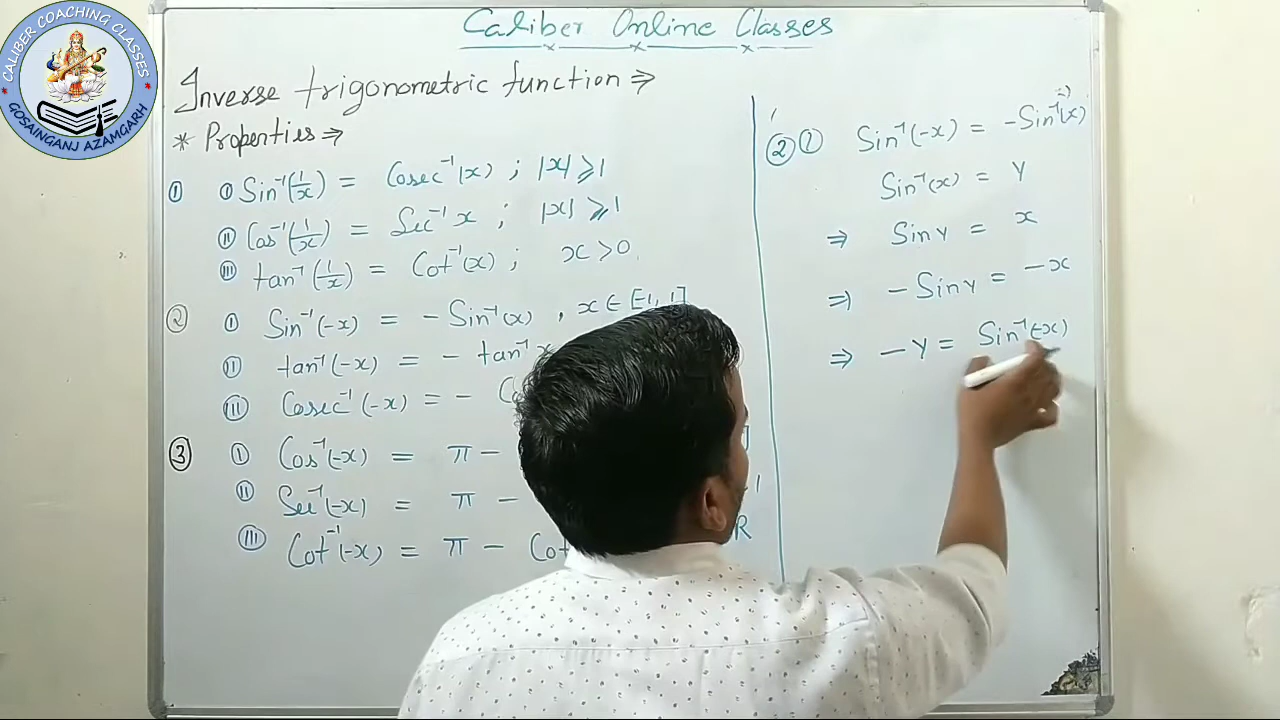 CALIBER COACHING CLASSES
GOSAINGANJ AZAMGARH
Caliber Online Classes
Inverse trigonometric function ⇒
* Properties ⇒
① ⓘ Sin⁻¹(1/x) = Cosec⁻¹(x) ; |x| ≥ 1
ⓘⓘ Cos⁻¹(1/x) = Sec⁻¹ x ; |x| ≥ 1
ⓘⓘⓘ tan⁻¹(1/x) = Cot⁻¹(x) ; x > 0
② ⓘ Sin⁻¹(-x) = - Sin⁻¹(x) , x ∈ [-1, 1]
ⓘⓘ tan⁻¹(-x) = - tan⁻¹ x
ⓘⓘⓘ Cosec⁻¹(-x) = -
③ ⓘ Cos⁻¹(-x) = π -
ⓘⓘ Sec⁻¹(-x) = π -
ⓘⓘⓘ Cot⁻¹(-x) = π - Cot
R
② ⓘ Sin⁻¹(-x) = - Sin⁻¹(x)
Sin⁻¹(x) = Y
⇒ Sin Y = x
⇒ - Sin Y = - x
⇒ - Y = Sin⁻¹(-x)